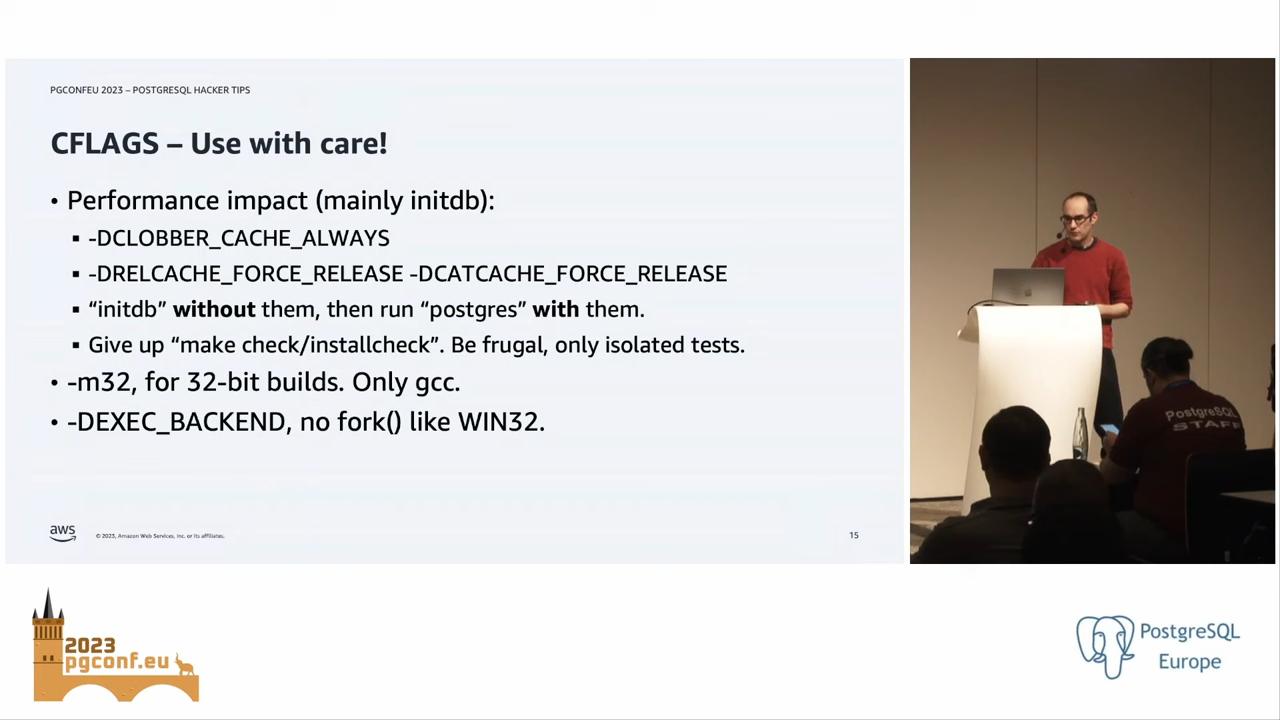 PGCONFEU 2023 – POSTGRESQL HACKER TIPS
CFLAGS – Use with care!
• Performance impact (mainly initdb):
▪ -DCLOBBER_CACHE_ALWAYS
▪ -DRELCACHE_FORCE_RELEASE -DCATCACHE_FORCE_RELEASE
▪ “initdb” without them, then run “postgres” with them.
▪ Give up “make check/installcheck”. Be frugal, only isolated tests.
• -m32, for 32-bit builds. Only gcc.
• -DEXEC_BACKEND, no fork() like WIN32.
aws
© 2023, Amazon Web Services, Inc. or its affiliates.
15
PostgreSQL
STAFF
2023
pgconf.eu
PostgreSQL
Europe